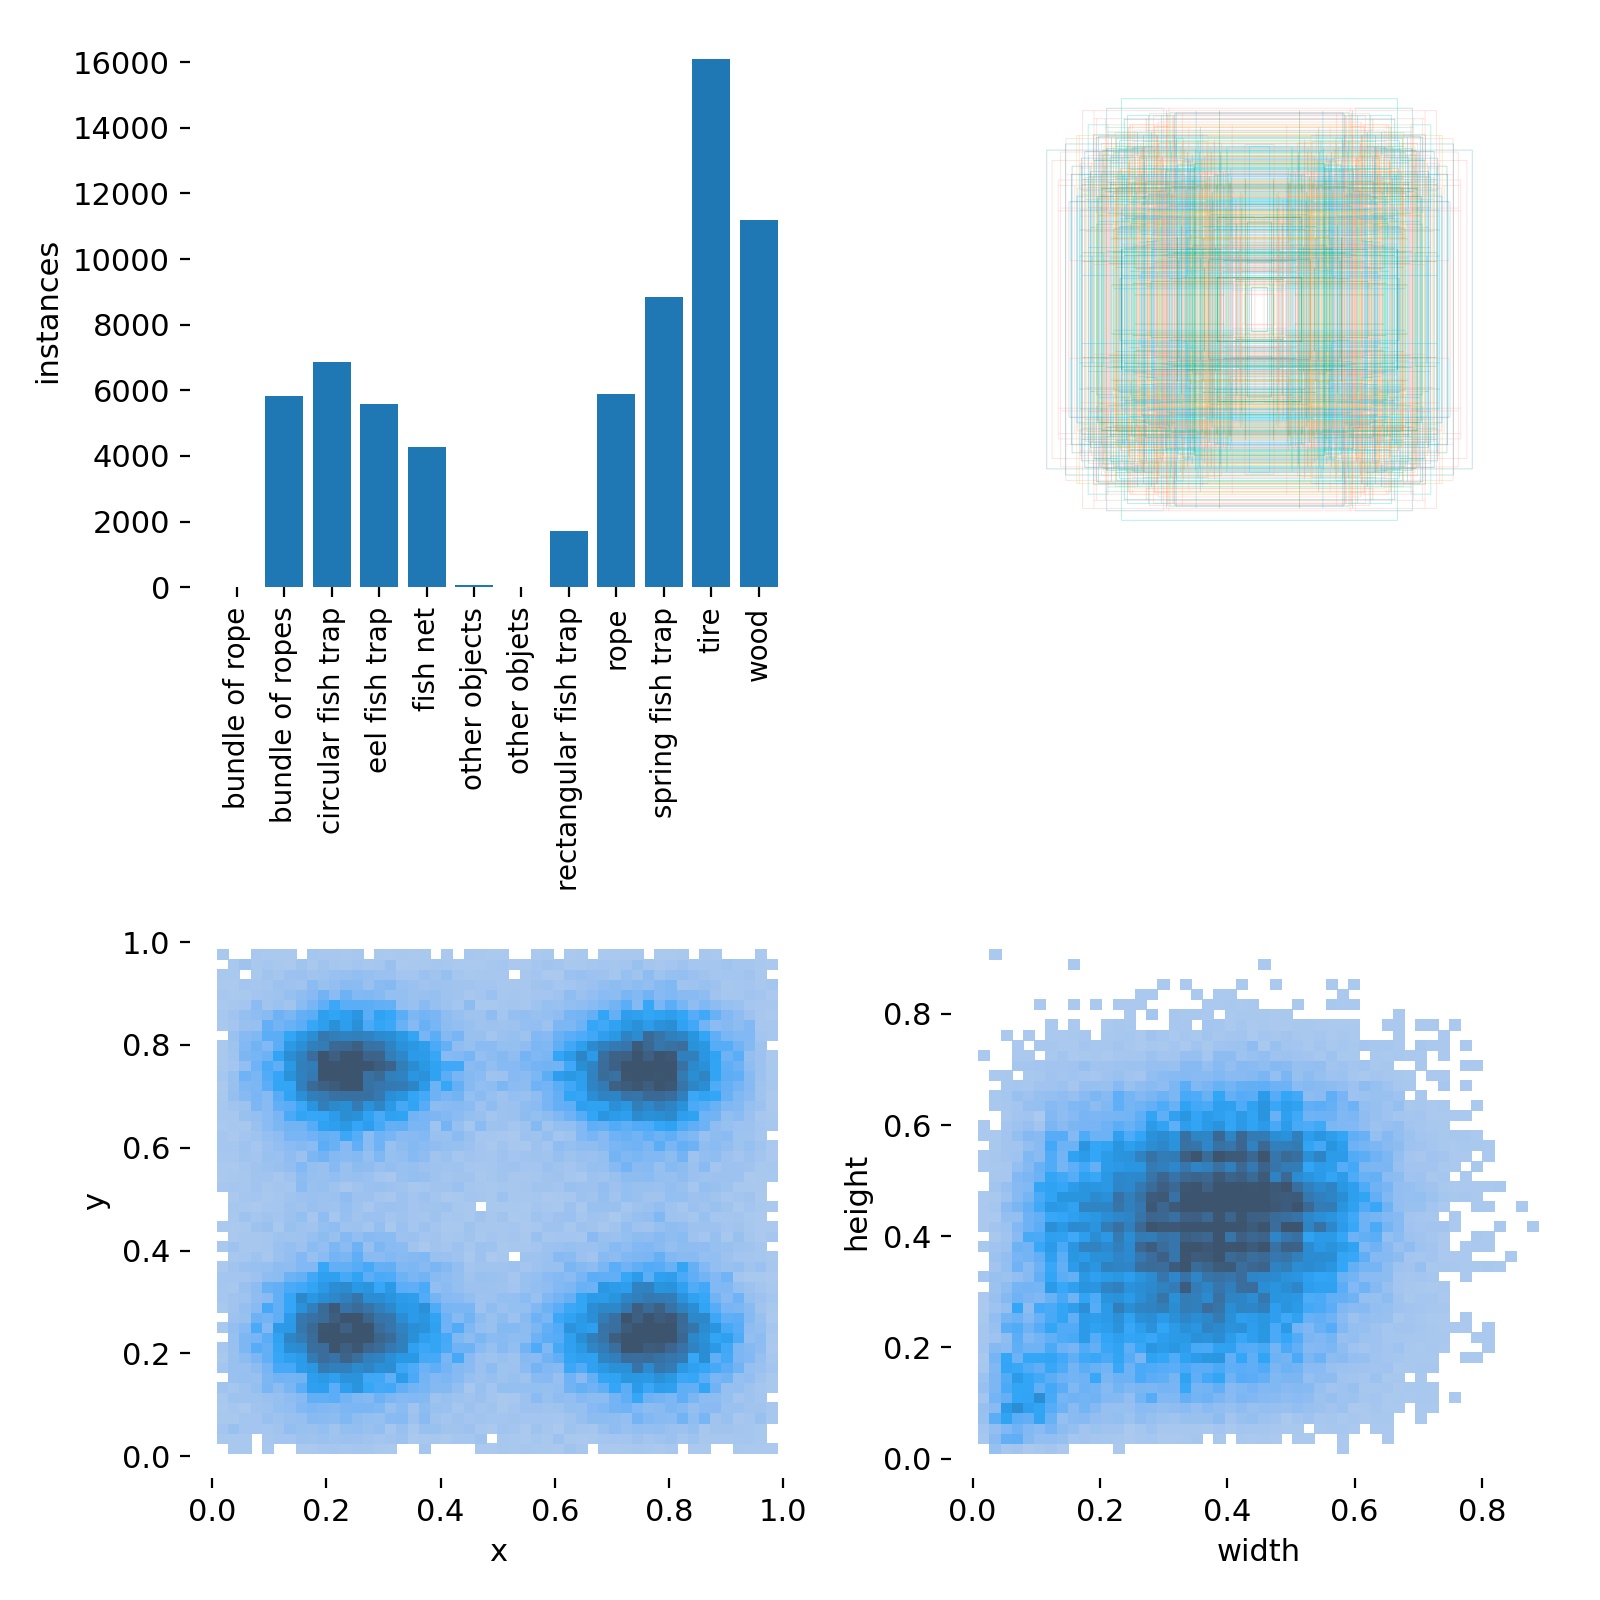 16000
14000
12000
10000
8000
6000
4000
2000
0
instances
bundle of rope
bundle of ropes
circular fish trap
eel fish trap
fish net
other objects
other objets
rectangular fish trap
rope
spring fish trap
tire
wood
1.0
0.8
0.6
0.4
0.2
0.0
y
0.0 0.2 0.4 0.6 0.8 1.0
x
0.8
0.6
0.4
0.2
0.0
height
0.0 0.2 0.4 0.6 0.8
width